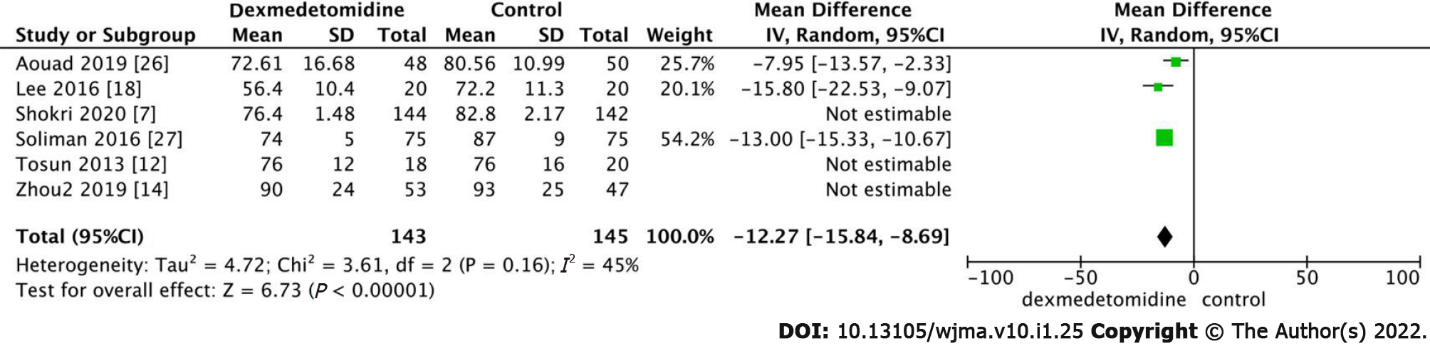 Dexmedetomidine Control Mean Difference Mean Difference
Study or Subgroup Mean SD Total Mean SD Total Weight IV, Random, 95%CI IV, Random, 95%CI
Aouad 2019 [26] 72.61 16.68 48 80.56 10.99 50 25.7% −7.95 [−13.57, −2.33]
Lee 2016 [18] 56.4 10.4 20 72.2 11.3 20 20.1% −15.80 [−22.53, −9.07]
Shokri 2020 [7] 76.4 1.48 144 82.8 2.17 142 Not estimable
Soliman 2016 [27] 74 5 75 87 9 75 54.2% −13.00 [−15.33, −10.67]
Tosun 2013 [12] 76 12 18 76 16 20 Not estimable
Zhou2 2019 [14] 90 24 53 93 25 47 Not estimable
Total (95%CI) 143 145 100.0% −12.27 [−15.84, −8.69]
Heterogeneity: Tau² = 4.72; Chi² = 3.61, df = 2 (P = 0.16); I² = 45%
Test for overall effect: Z = 6.73 (P < 0.00001)
−100 −50 0 50 100
dexmedetomidine control
DOI: 10.13105/wjma.v10.i1.25 Copyright © The Author(s) 2022.